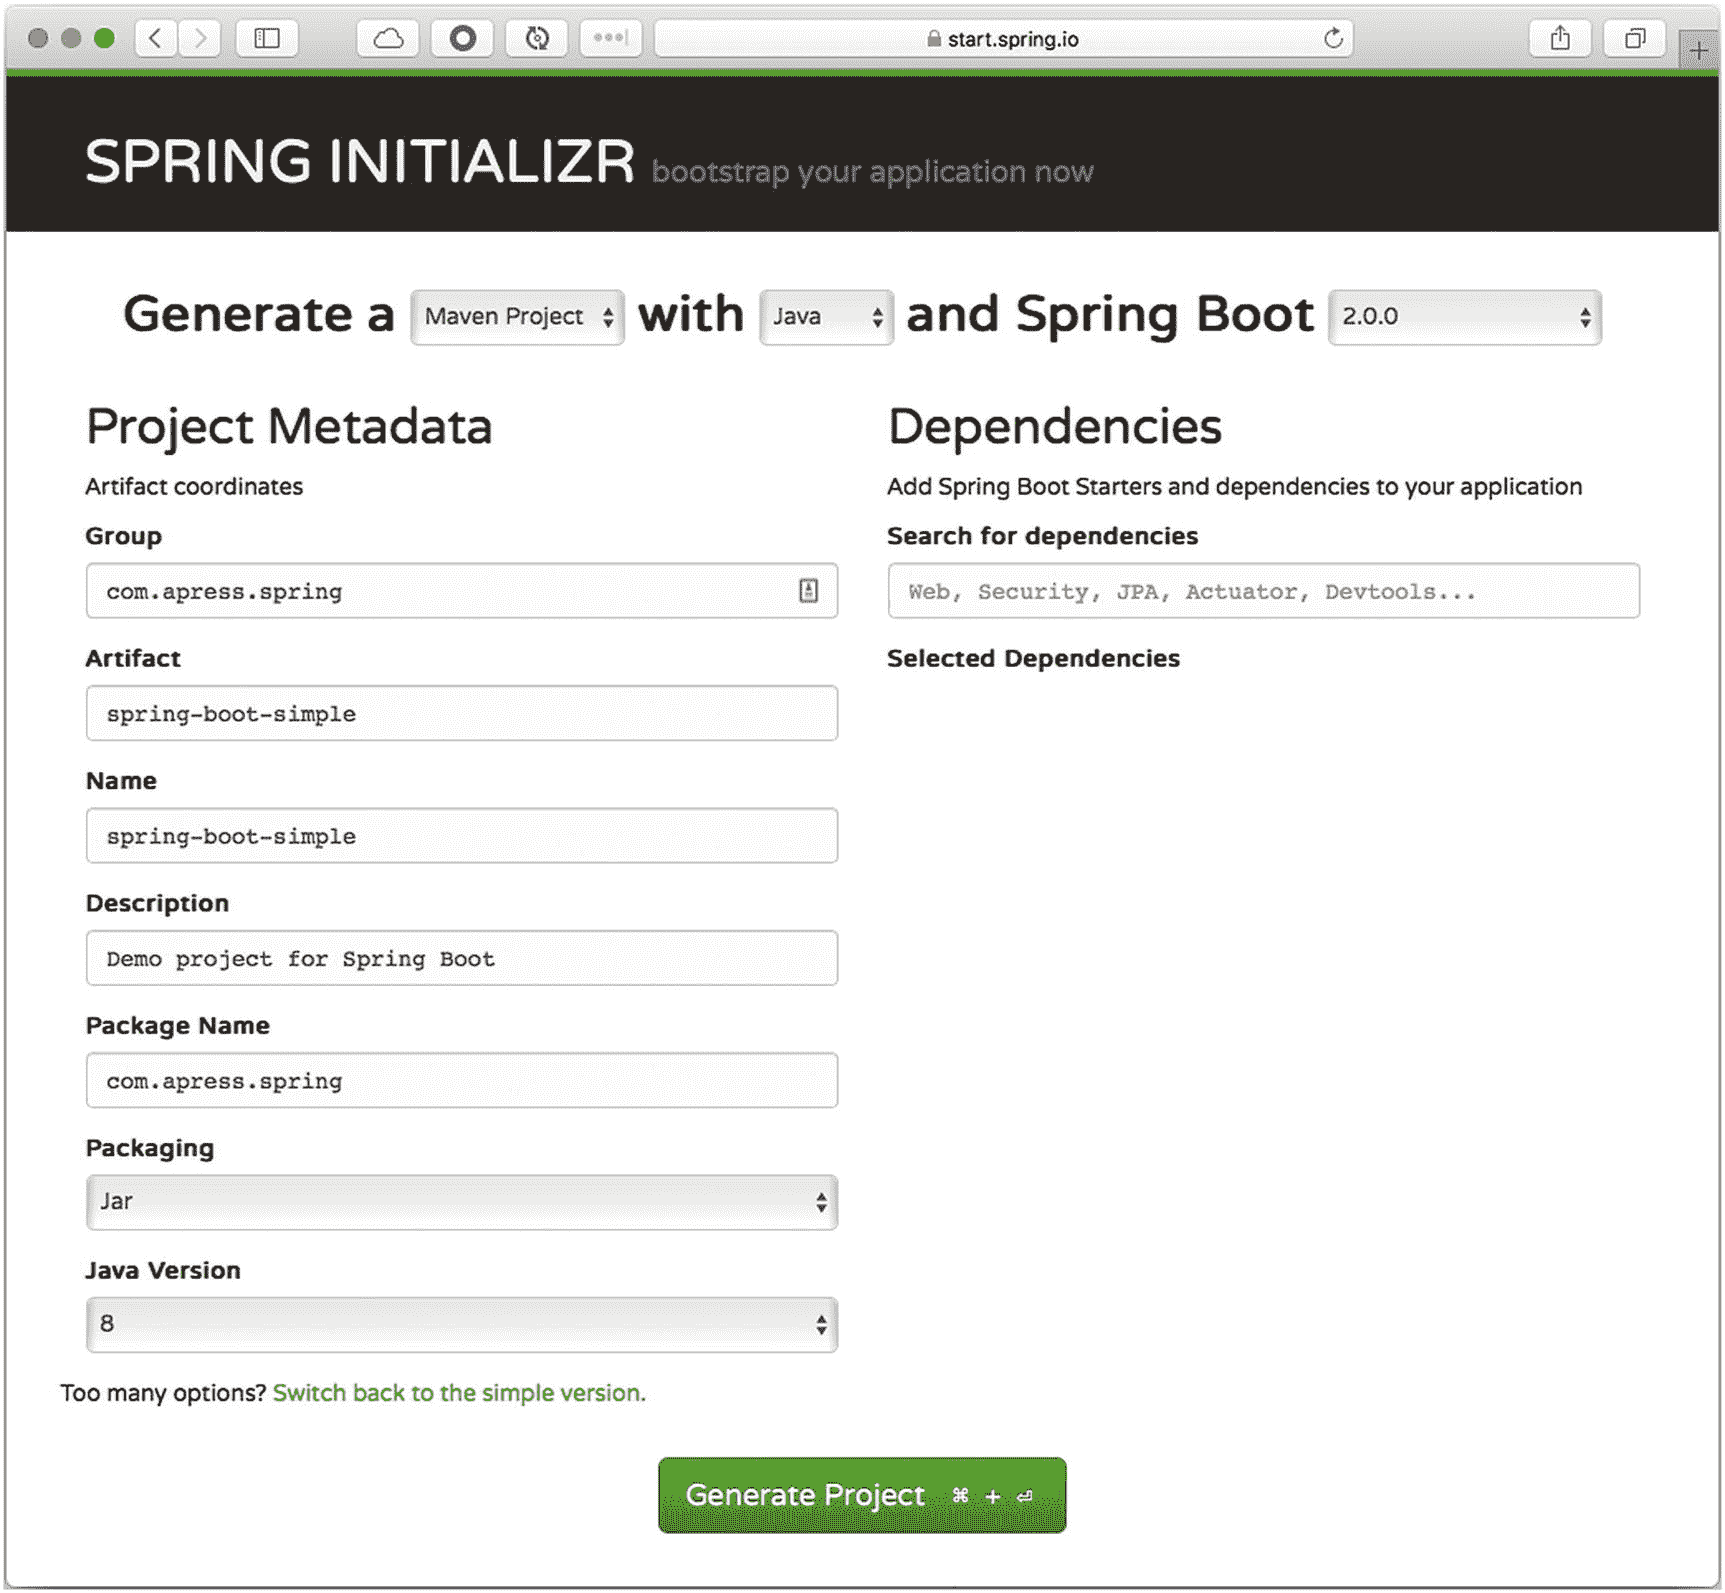 start.spring.io
SPRING INITIALIZR bootstrap your application now
Generate a Maven Project with Java and Spring Boot 2.0.0
Project Metadata
Artifact coordinates
Group
com.apress.spring
Artifact
spring-boot-simple
Name
spring-boot-simple
Description
Demo project for Spring Boot
Package Name
com.apress.spring
Packaging
Jar
Java Version
8
Too many options? Switch back to the simple version.
Dependencies
Add Spring Boot Starters and dependencies to your application
Search for dependencies
Web, Security, JPA, Actuator, Devtools...
Selected Dependencies
Generate Project ⌘ + ⏎